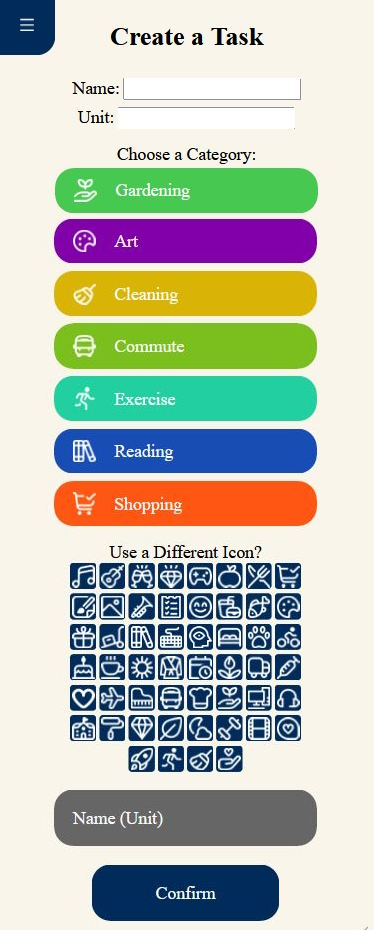 Create a Task
Name:
Unit:
Choose a Category:
Gardening
Art
Cleaning
Commute
Exercise
Reading
Shopping
Use a Different Icon?
Name (Unit)
Confirm